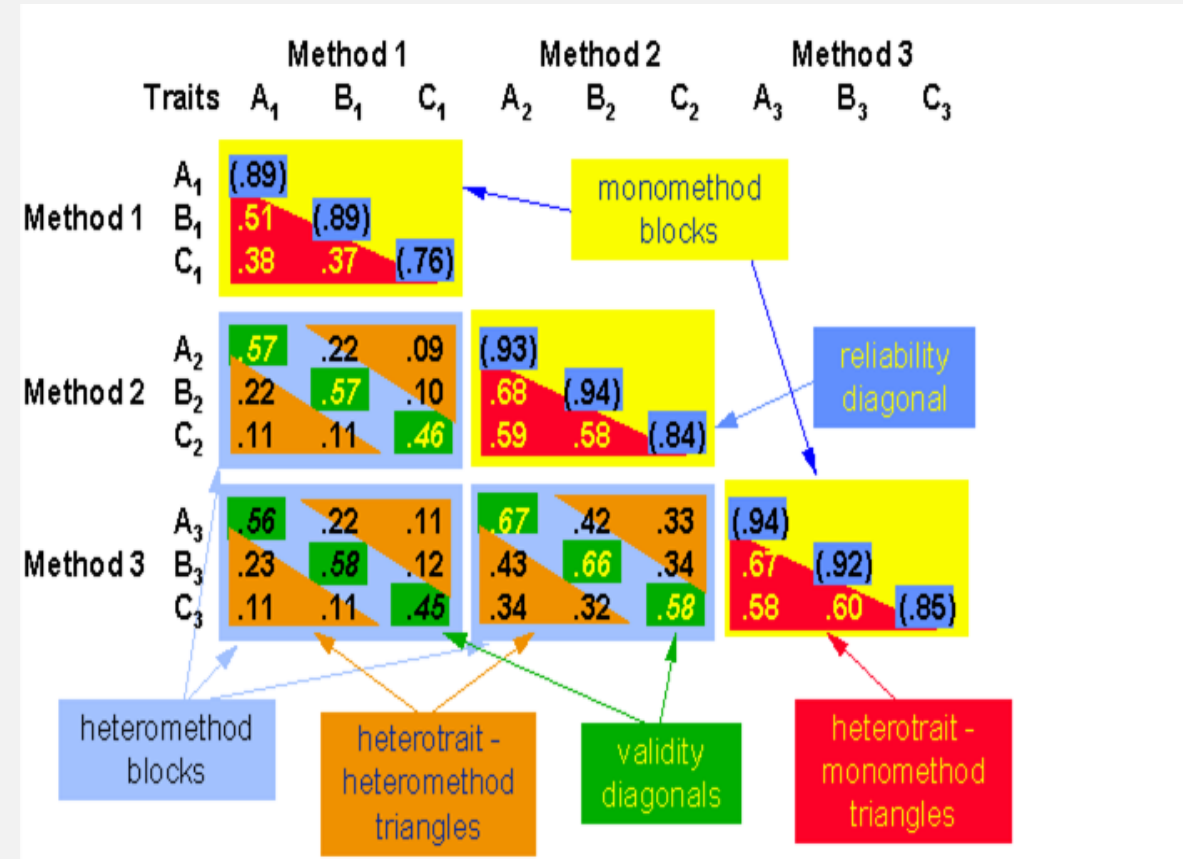 Method 1 Method 2 Method 3
Traits A₁ B₁ C₁ A₂ B₂ C₂ A₃ B₃ C₃
A₁ (.89)
Method 1 B₁ .51 (.89)
C₁ .38 .37 (.76)
monomethod
blocks
A₂ .57 .22 .09 (.93)
Method 2 B₂ .22 .57 .10 .68 (.94)
C₂ .11 .11 .46 .59 .58 (.84)
reliability
diagonal
A₃ .56 .22 .11 .67 .42 .33 (.94)
Method 3 B₃ .23 .58 .12 .43 .66 .34 .67 (.92)
C₃ .11 .11 .45 .34 .32 .58 .58 .60 (.85)
heteromethod
blocks
heterotrait -
heteromethod
triangles
validity
diagonals
heterotrait -
monomethod
triangles